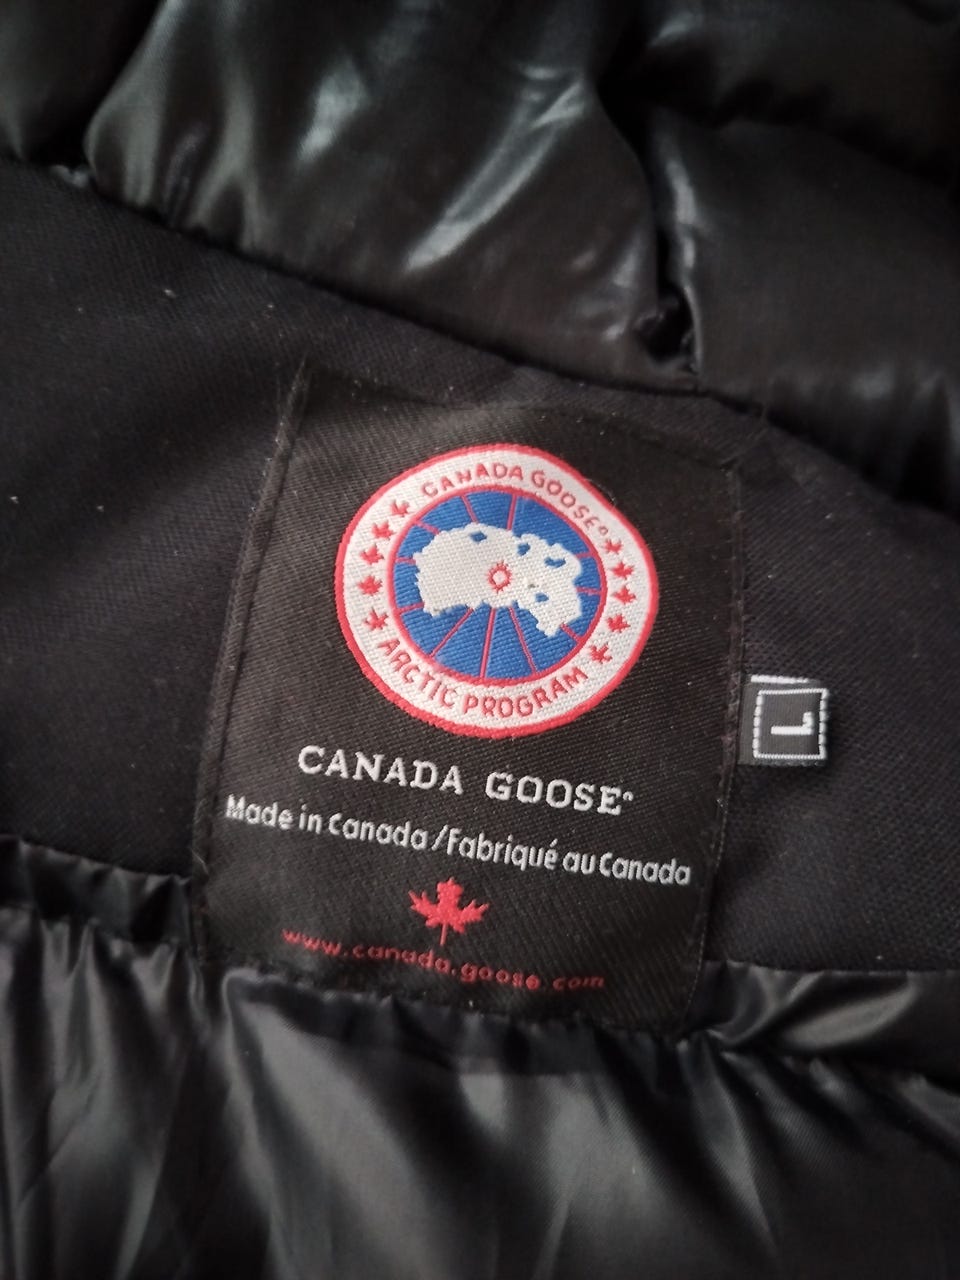 CANADA GOOSE
ARCTIC PROGRAM
CANADA GOOSE
L
Made in Canada / Fabriqué au Canada
www.canada.goose.com